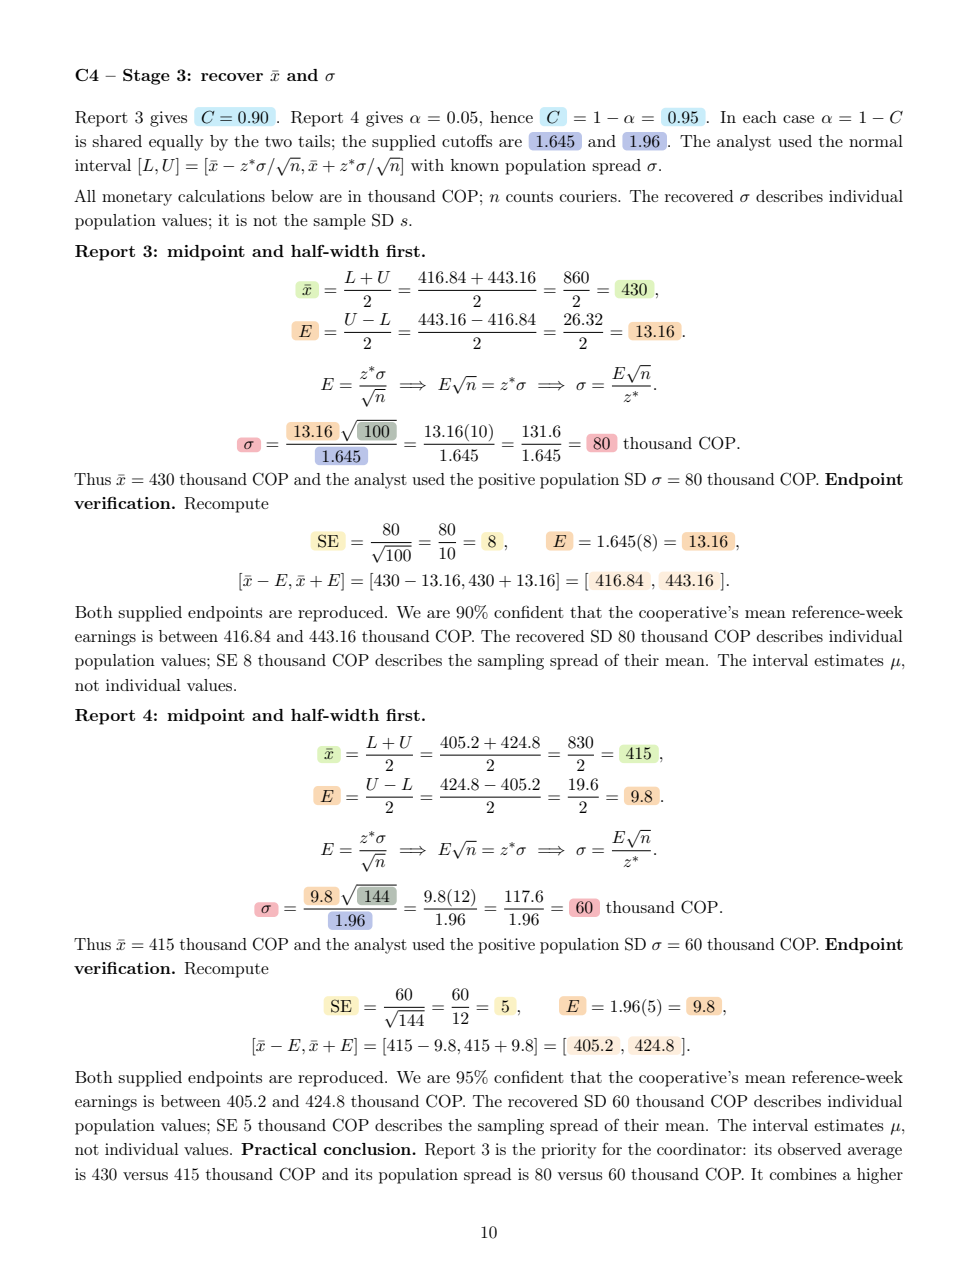 C4 – Stage 3: recover x̄ and σ
Report 3 gives C = 0.90 . Report 4 gives α = 0.05, hence C = 1 − α = 0.95 . In each case α = 1 − C
is shared equally by the two tails; the supplied cutoffs are 1.645 and 1.96 . The analyst used the normal
interval [L, U] = [x̄ − z*σ/√n, x̄ + z*σ/√n] with known population spread σ.
All monetary calculations below are in thousand COP; n counts couriers. The recovered σ describes individual
population values; it is not the sample SD s.
Report 3: midpoint and half-width first.
x̄ = (L + U)/2 = (416.84 + 443.16)/2 = 860/2 = 430 ,
E = (U − L)/2 = (443.16 − 416.84)/2 = 26.32/2 = 13.16 .
E = z*σ/√n ⟹ E√n = z*σ ⟹ σ = E√n/z*.
σ = 13.16 √100/1.645 = 13.16(10)/1.645 = 131.6/1.645 = 80 thousand COP.
Thus x̄ = 430 thousand COP and the analyst used the positive population SD σ = 80 thousand COP. Endpoint
verification. Recompute
SE = 80/√100 = 80/10 = 8 , E = 1.645(8) = 13.16 ,
[x̄ − E, x̄ + E] = [430 − 13.16, 430 + 13.16] = [ 416.84 , 443.16 ].
Both supplied endpoints are reproduced. We are 90% confident that the cooperative's mean reference-week
earnings is between 416.84 and 443.16 thousand COP. The recovered SD 80 thousand COP describes individual
population values; SE 8 thousand COP describes the sampling spread of their mean. The interval estimates μ,
not individual values.
Report 4: midpoint and half-width first.
x̄ = (L + U)/2 = (405.2 + 424.8)/2 = 830/2 = 415 ,
E = (U − L)/2 = (424.8 − 405.2)/2 = 19.6/2 = 9.8 .
E = z*σ/√n ⟹ E√n = z*σ ⟹ σ = E√n/z*.
σ = 9.8 √144/1.96 = 9.8(12)/1.96 = 117.6/1.96 = 60 thousand COP.
Thus x̄ = 415 thousand COP and the analyst used the positive population SD σ = 60 thousand COP. Endpoint
verification. Recompute
SE = 60/√144 = 60/12 = 5 , E = 1.96(5) = 9.8 ,
[x̄ − E, x̄ + E] = [415 − 9.8, 415 + 9.8] = [ 405.2 , 424.8 ].
Both supplied endpoints are reproduced. We are 95% confident that the cooperative's mean reference-week
earnings is between 405.2 and 424.8 thousand COP. The recovered SD 60 thousand COP describes individual
population values; SE 5 thousand COP describes the sampling spread of their mean. The interval estimates μ,
not individual values. Practical conclusion. Report 3 is the priority for the coordinator: its observed average
is 430 versus 415 thousand COP and its population spread is 80 versus 60 thousand COP. It combines a higher
10